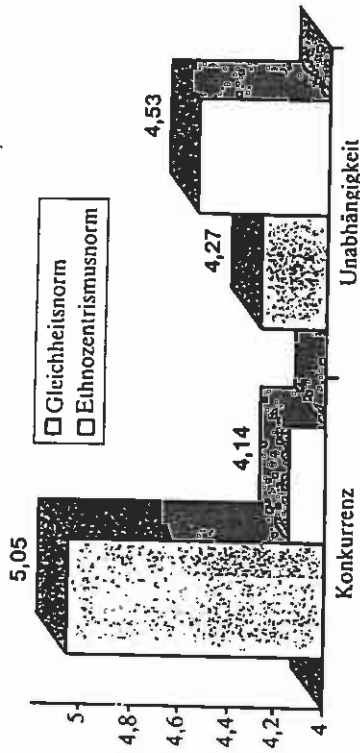 5,05
Gleichheitsnorm
Ethnozentrismusnorm
4,53
4,27
4,14
5
4,8
4,6
4,4
4,2
4
Konkurrenz
Unabhängigkeit